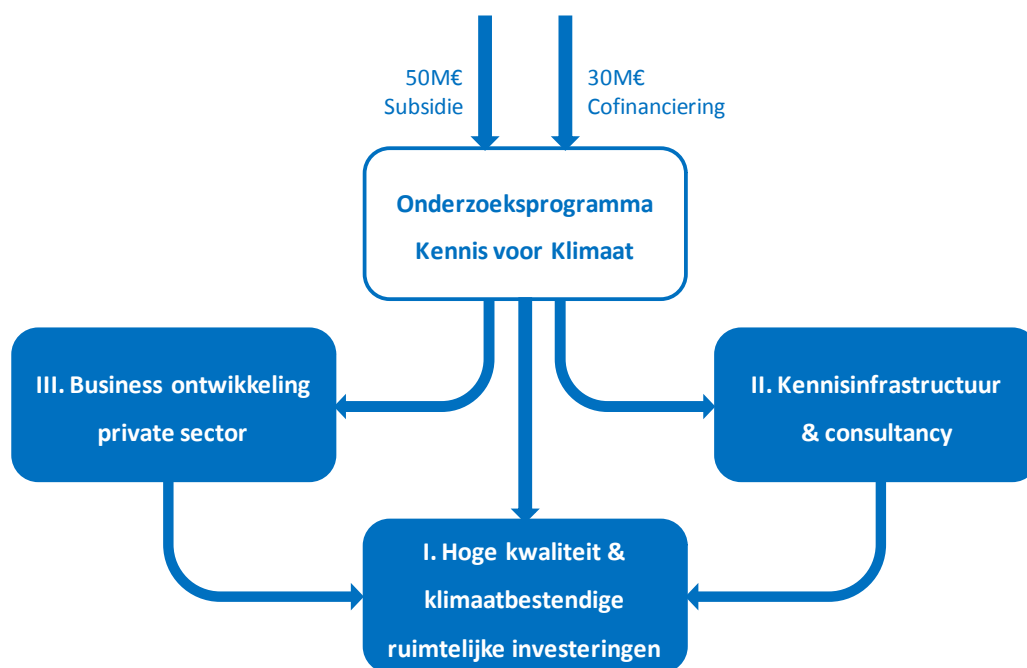 50M€
Subsidie
30M€
Cofinanciering
Onderzoeksprogramma
Kennis voor Klimaat
III. Business ontwikkeling
private sector
II. Kennisinfrastructuur
& consultancy
I. Hoge kwaliteit &
klimaatbestendige
ruimtelijke investeringen